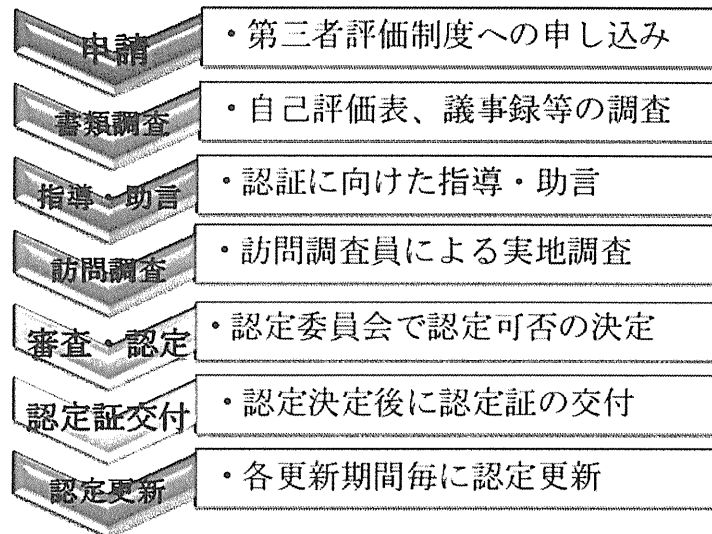 申請
・第三者評価制度への申し込み
書類調査
・自己評価表、議事録等の調査
指導・助言
・認証に向けた指導・助言
訪問調査
・訪問調査員による実地調査
審査・認定
・認定委員会で認定可否の決定
認定証交付
・認定決定後に認定証の交付
認定更新
・各更新期間毎に認定更新